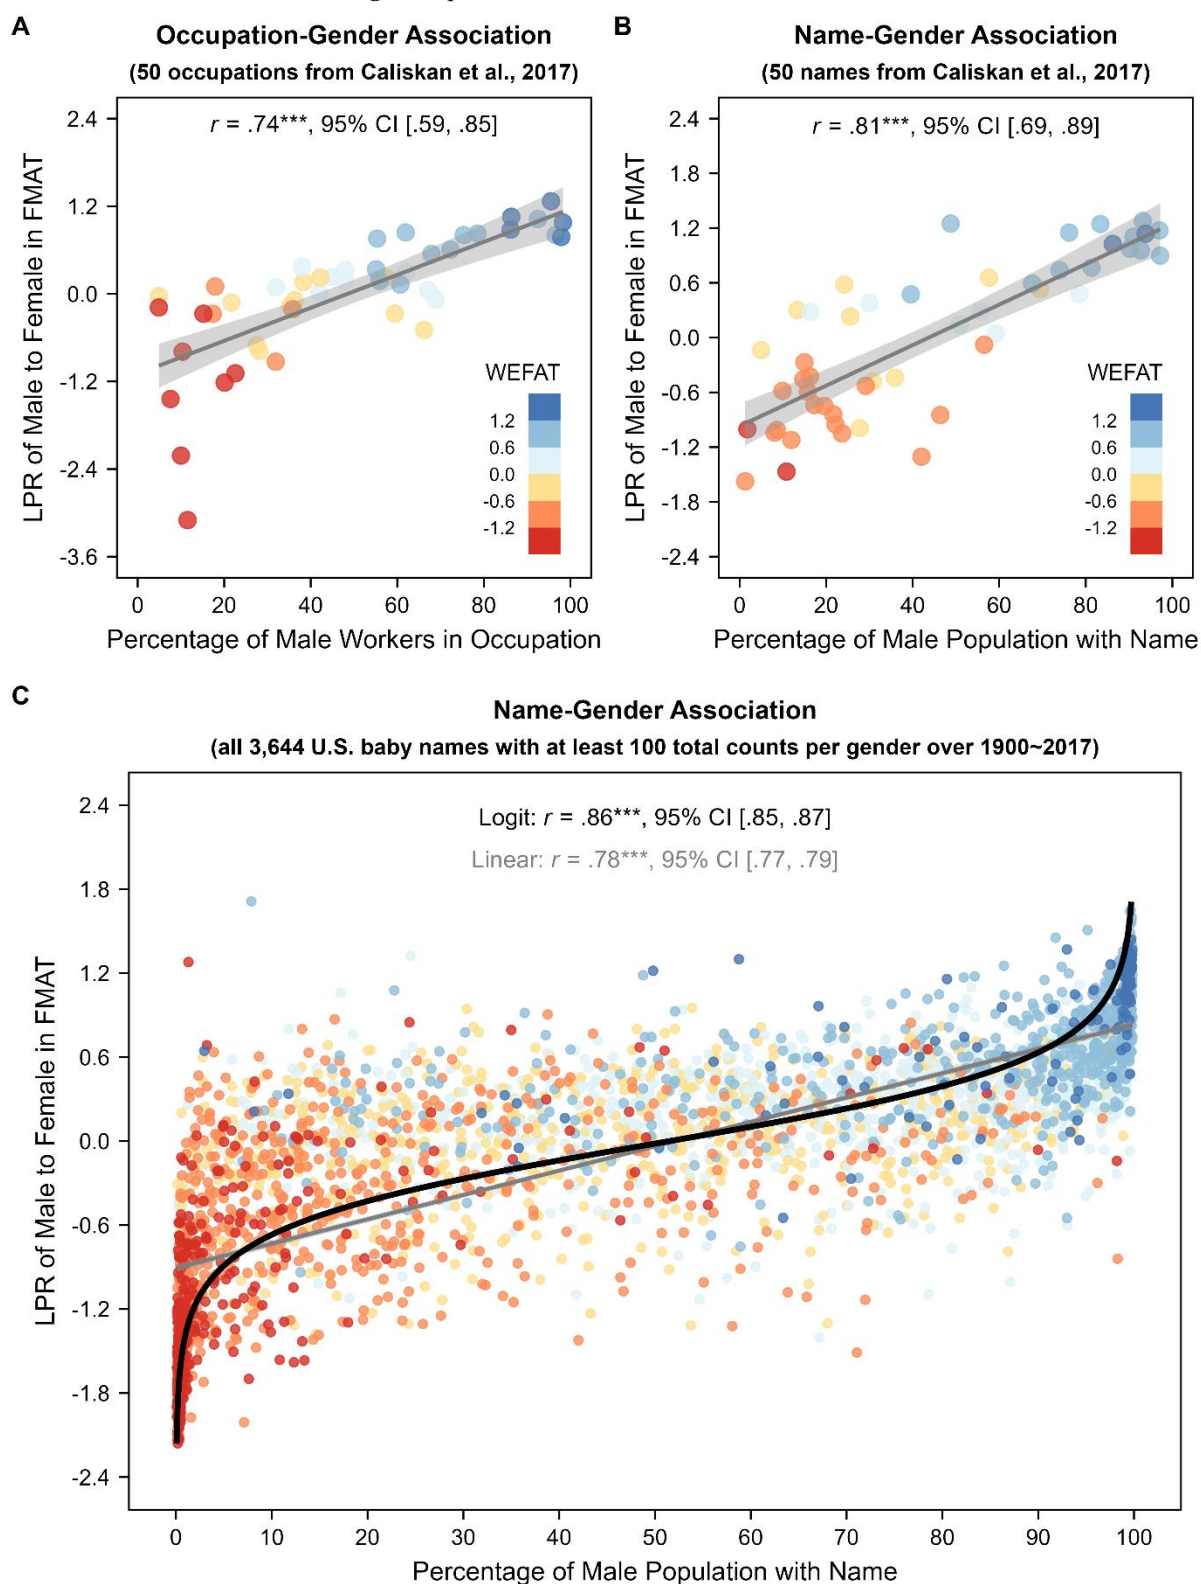 A
Occupation-Gender Association
(50 occupations from Caliskan et al., 2017)
r = .74***, 95% CI [.59, .85]
2.4
1.2
0.0
-1.2
-2.4
-3.6
LPR of Male to Female in FMAT
WEFAT
1.2
0.6
0.0
-0.6
-1.2
0 20 40 60 80 100
Percentage of Male Workers in Occupation
B
Name-Gender Association
(50 names from Caliskan et al., 2017)
r = .81***, 95% CI [.69, .89]
2.4
1.8
1.2
0.6
0.0
-0.6
-1.2
-1.8
-2.4
LPR of Male to Female in FMAT
WEFAT
1.2
0.6
0.0
-0.6
-1.2
0 20 40 60 80 100
Percentage of Male Population with Name
C
Name-Gender Association
(all 3,644 U.S. baby names with at least 100 total counts per gender over 1900~2017)
Logit: r = .86***, 95% CI [.85, .87]
Linear: r = .78***, 95% CI [.77, .79]
2.4
1.8
1.2
0.6
0.0
-0.6
-1.2
-1.8
-2.4
LPR of Male to Female in FMAT
0 10 20 30 40 50 60 70 80 90 100
Percentage of Male Population with Name